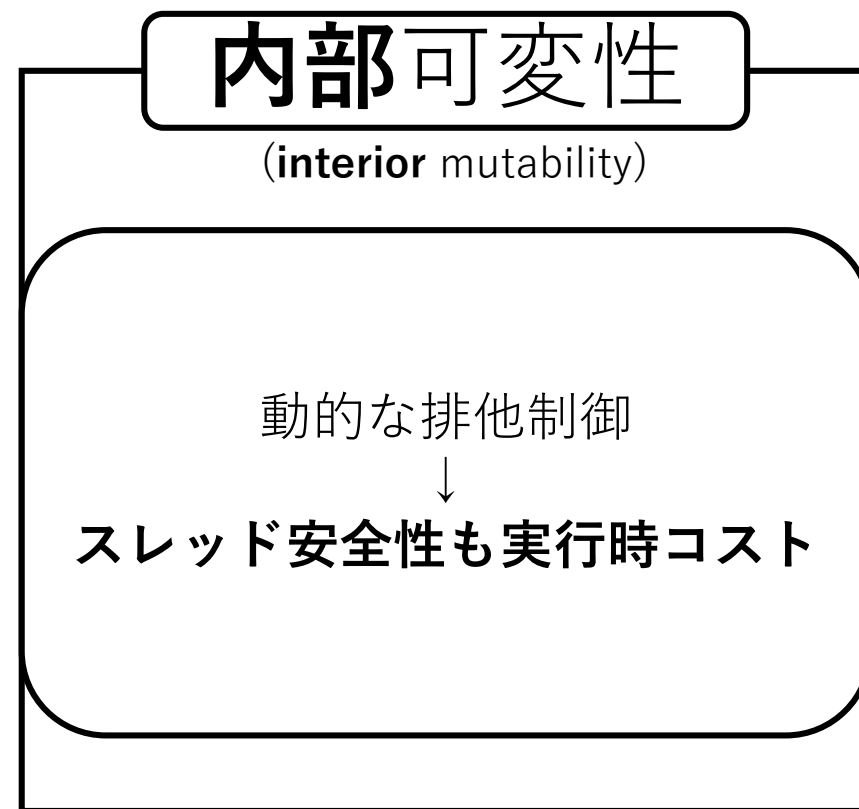 内部可変性
(interior mutability)
動的な排他制御
↓
スレッド安全性も実行時コスト